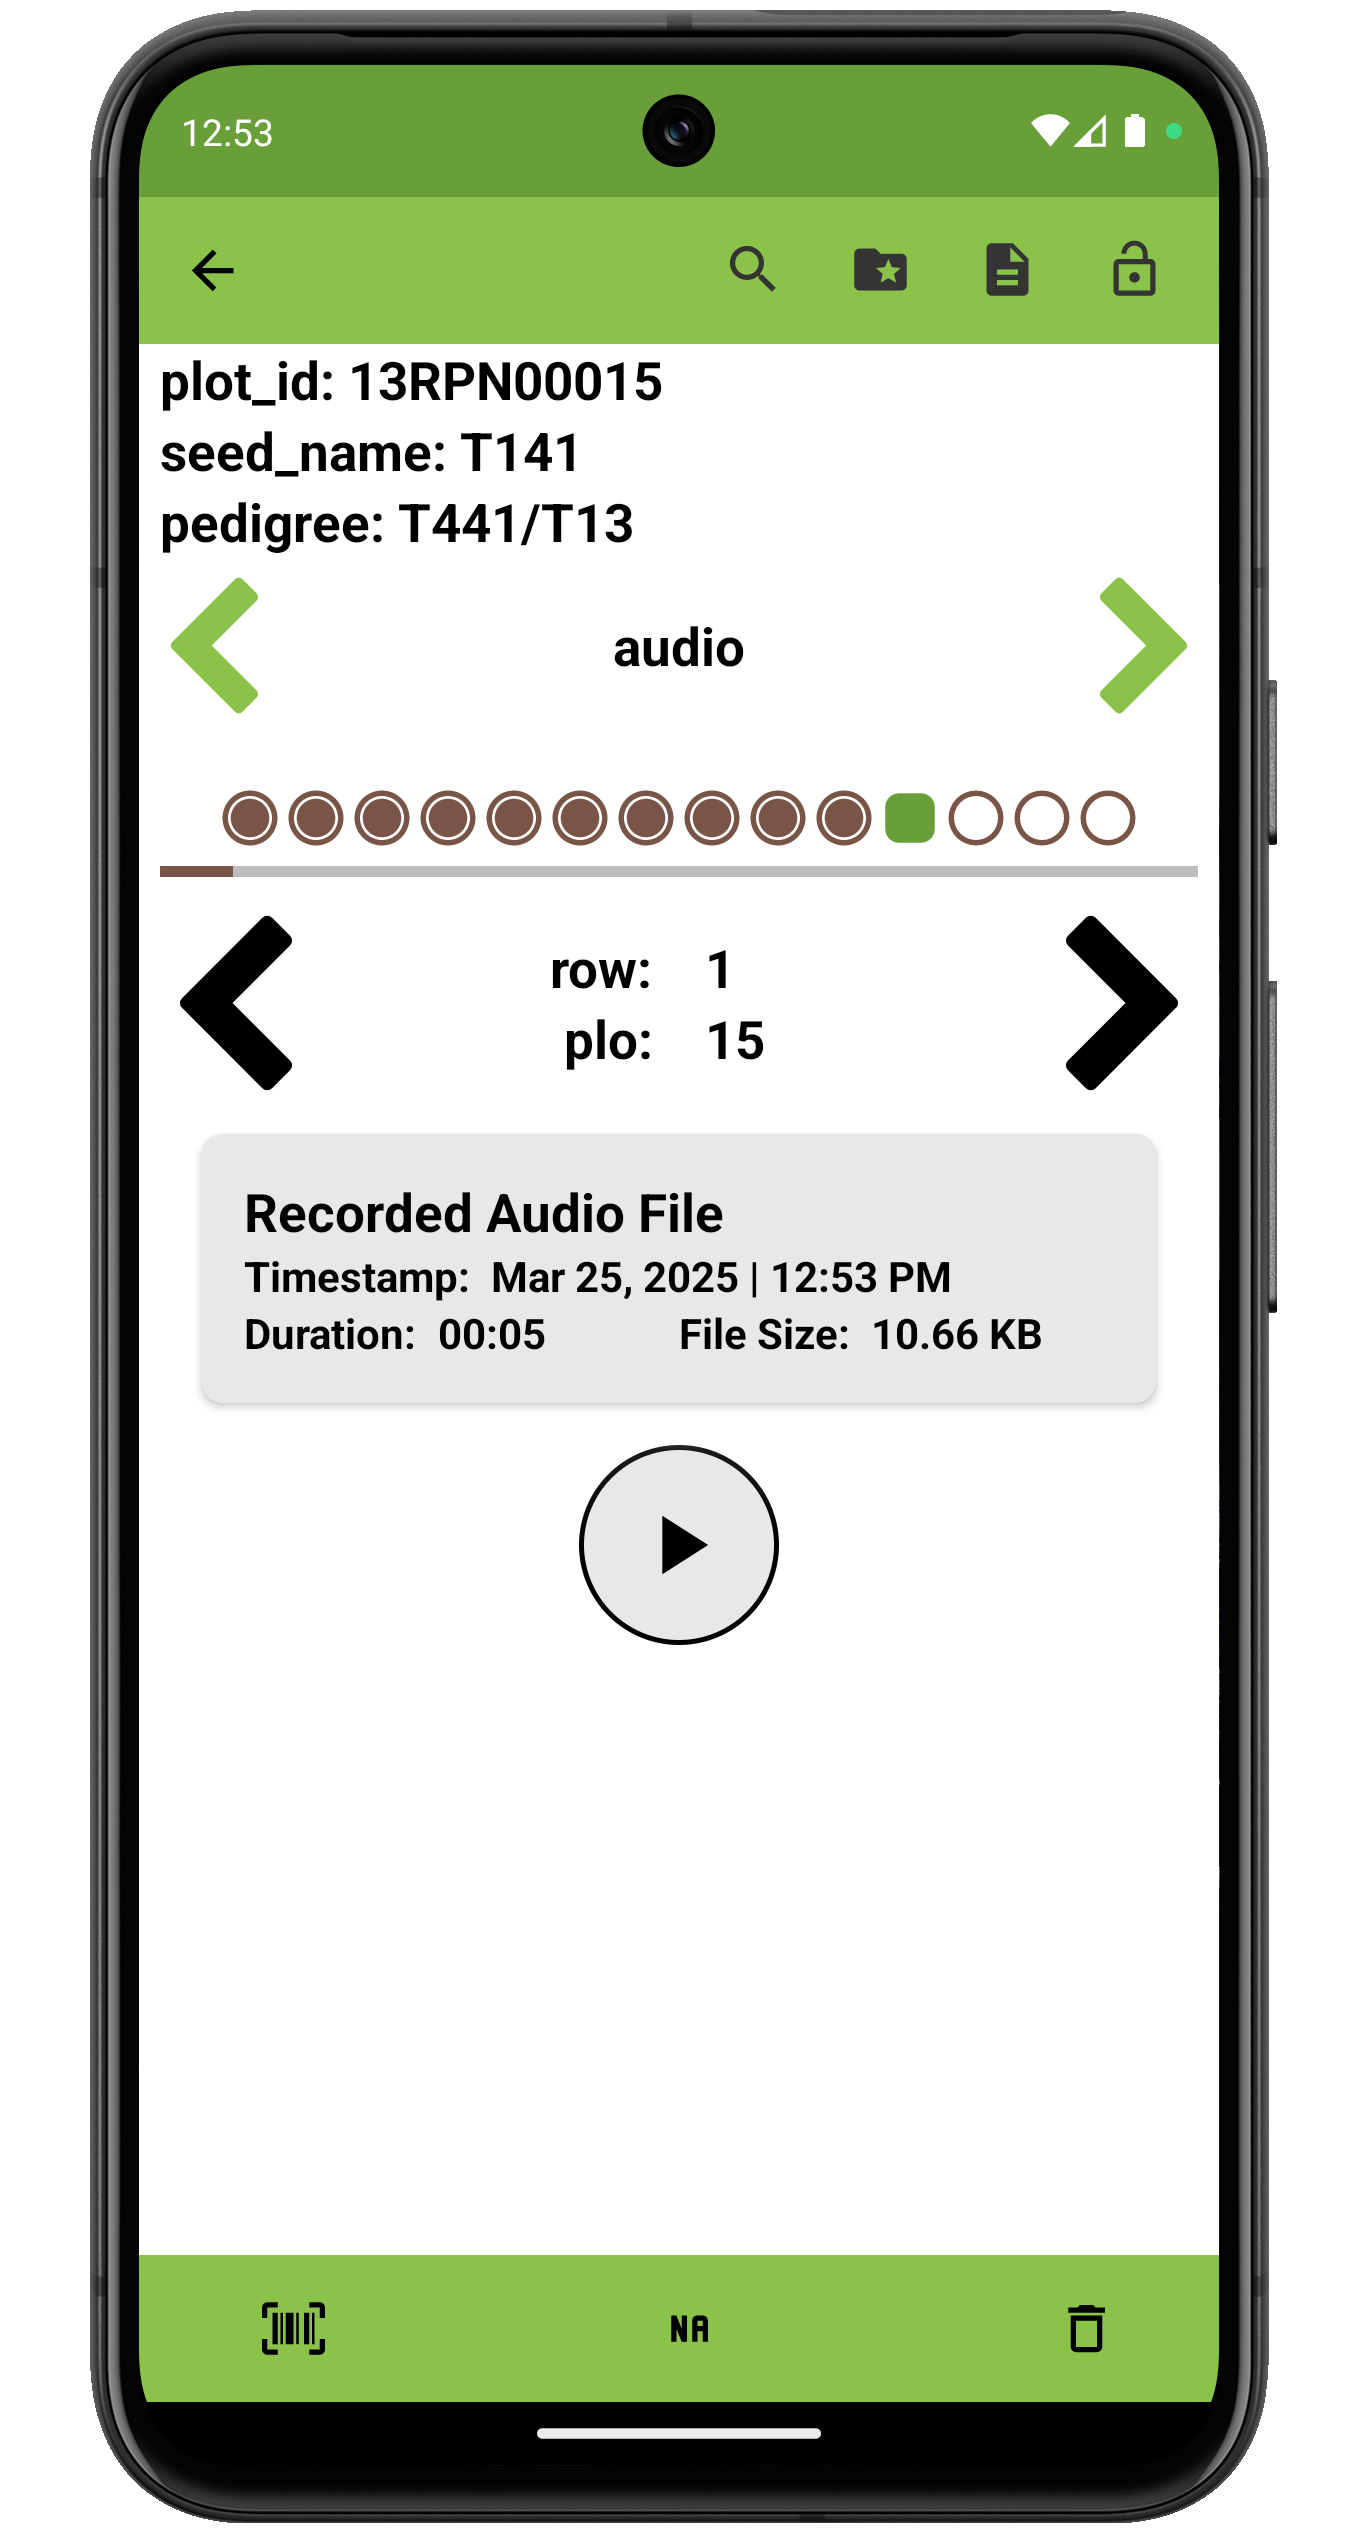 12:53
plot_id: 13RPN00015
seed_name: T141
pedigree: T441/T13
audio
row: 1
plo: 15
Recorded Audio File
Timestamp: Mar 25, 2025 | 12:53 PM
Duration: 00:05 File Size: 10.66 KB
NA